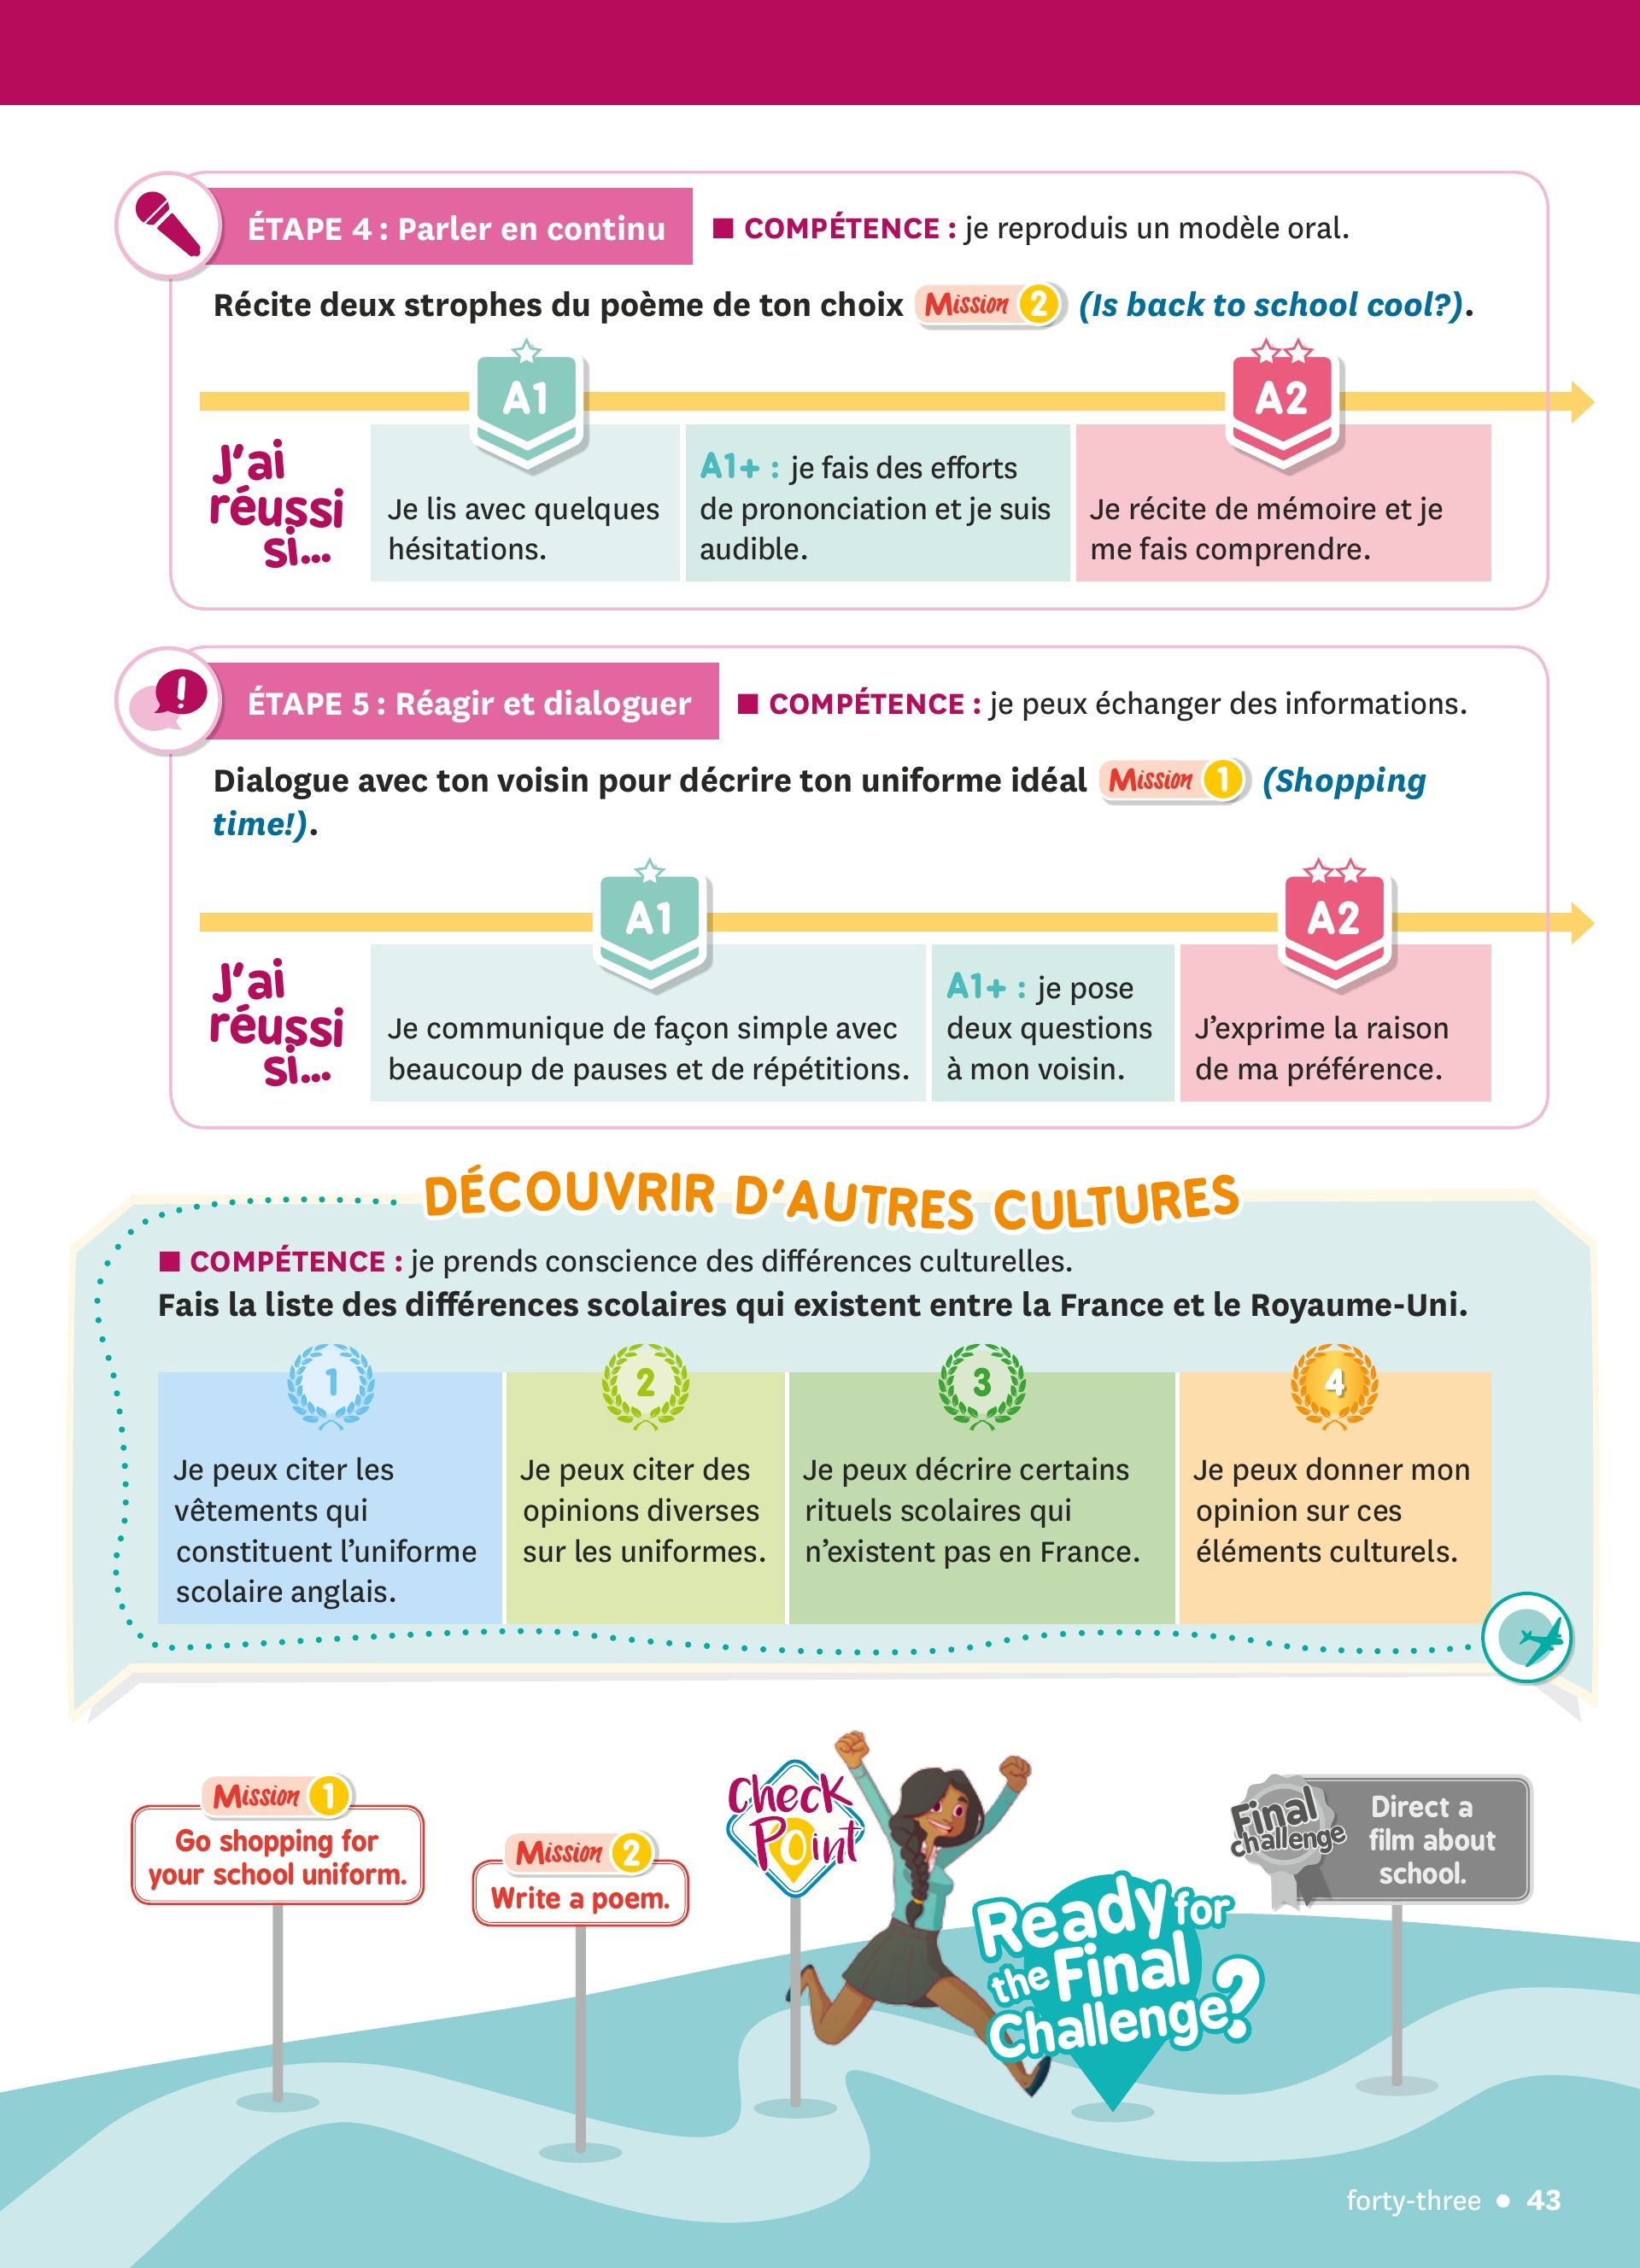 ÉTAPE 4 : Parler en continu
■ COMPÉTENCE : je reproduis un modèle oral.
Récite deux strophes du poème de ton choix Mission 2 (Is back to school cool?).
A1
A2
J'ai
réussi
si...
Je lis avec quelques
hésitations.
A1+ : je fais des efforts
de prononciation et je suis
audible.
Je récite de mémoire et je
me fais comprendre.
ÉTAPE 5 : Réagir et dialoguer
■ COMPÉTENCE : je peux échanger des informations.
Dialogue avec ton voisin pour décrire ton uniforme idéal Mission 1 (Shopping
time!).
A1
A2
J'ai
réussi
si...
Je communique de façon simple avec
beaucoup de pauses et de répétitions.
A1+ : je pose
deux questions
à mon voisin.
J'exprime la raison
de ma préférence.
DÉCOUVRIR D'AUTRES CULTURES
■ COMPÉTENCE : je prends conscience des différences culturelles.
Fais la liste des différences scolaires qui existent entre la France et le Royaume-Uni.
1
Je peux citer les
vêtements qui
constituent l'uniforme
scolaire anglais.
2
Je peux citer des
opinions diverses
sur les uniformes.
3
Je peux décrire certains
rituels scolaires qui
n'existent pas en France.
4
Je peux donner mon
opinion sur ces
éléments culturels.
Mission 1
Go shopping for
your school uniform.
Mission 2
Write a poem.
Check
Point
Ready for
the Final
Challenge?
Final
challenge
Direct a
film about
school.
forty-three • 43